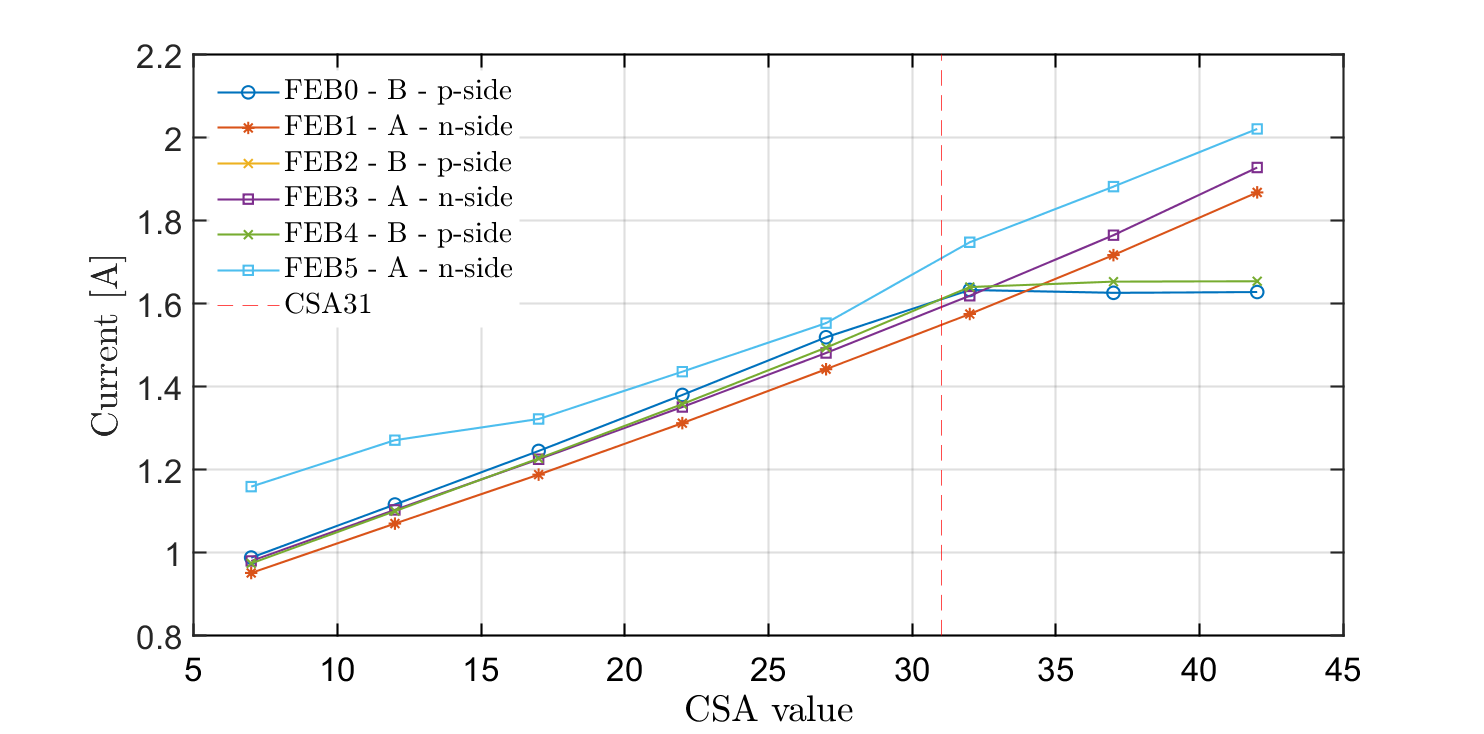 2.2
2
1.8
1.6
1.4
1.2
1
0.8
Current [A]
FEB0 - B - p-side
FEB1 - A - n-side
FEB2 - B - p-side
FEB3 - A - n-side
FEB4 - B - p-side
FEB5 - A - n-side
CSA31
5 10 15 20 25 30 35 40 45
CSA value